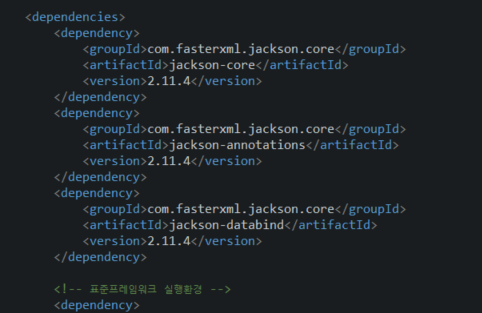 <dependencies>
<dependency>
<groupId>com.fasterxml.jackson.core</groupId>
<artifactId>jackson-core</artifactId>
<version>2.11.4</version>
</dependency>
<dependency>
<groupId>com.fasterxml.jackson.core</groupId>
<artifactId>jackson-annotations</artifactId>
<version>2.11.4</version>
</dependency>
<dependency>
<groupId>com.fasterxml.jackson.core</groupId>
<artifactId>jackson-databind</artifactId>
<version>2.11.4</version>
</dependency>
<!-- 표준프레임워크 실행환경 -->
<dependency>